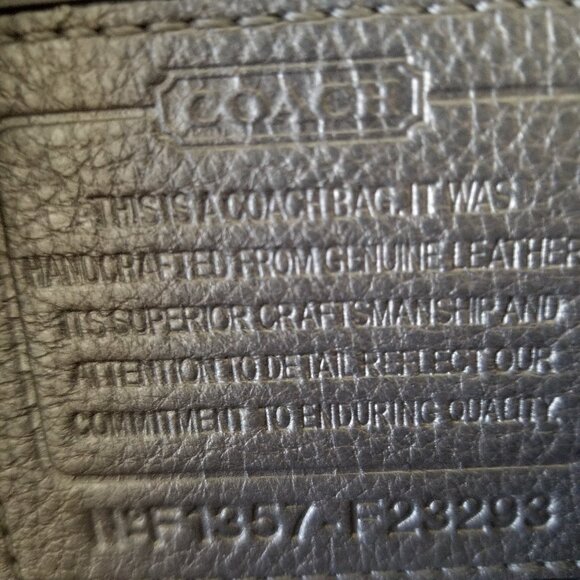 COACH
THIS IS A COACH BAG. IT WAS
HANDCRAFTED FROM GENUINE LEATHER
ITS SUPERIOR CRAFTSMANSHIP AND
ATTENTION TO DETAIL REFLECT OUR
COMMITMENT TO ENDURING QUALITY.
F1357-F23293